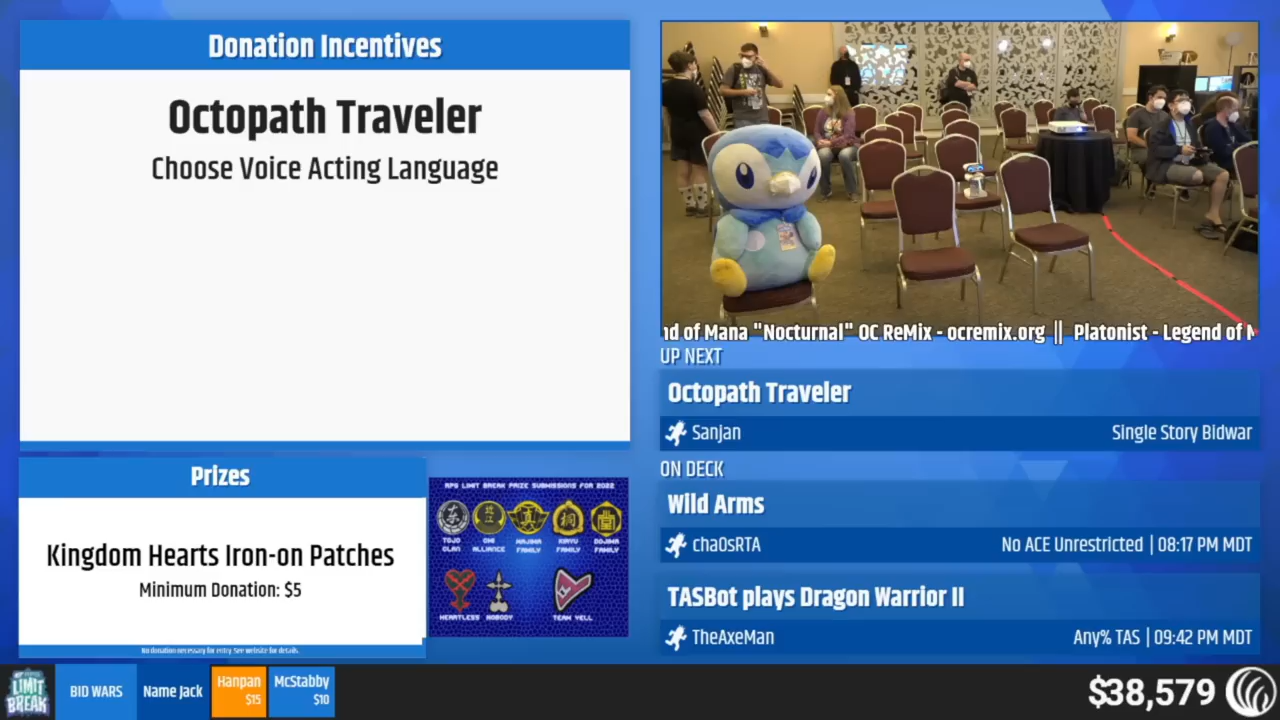 Donation Incentives
Octopath Traveler
Choose Voice Acting Language
nd of Mana "Nocturnal" OC ReMix - ocremix.org || Platonist - Legend of M
UP NEXT
Octopath Traveler
Sanjan
Single Story Bidwar
ON DECK
Wild Arms
cha0sRTA
No ACE Unrestricted | 08:17 PM MDT
TASBot plays Dragon Warrior II
TheAxeMan
Any% TAS | 09:42 PM MDT
Prizes
Kingdom Hearts Iron-on Patches
Minimum Donation: $5
No donation necessary for entry. See website for details.
RPG LIMIT BREAK PRIZE SUBMISSIONS FOR 2022
TOJO CLAN
OMI ALLIANCE
MAJIMA FAMILY
KIRYU FAMILY
DOJIMA FAMILY
HEARTLESS
NOBODY
TEAM YELL
LIMIT
BREAK
BID WARS
Name Jack
Hanpan
$15
McStabby
$10
$38,579